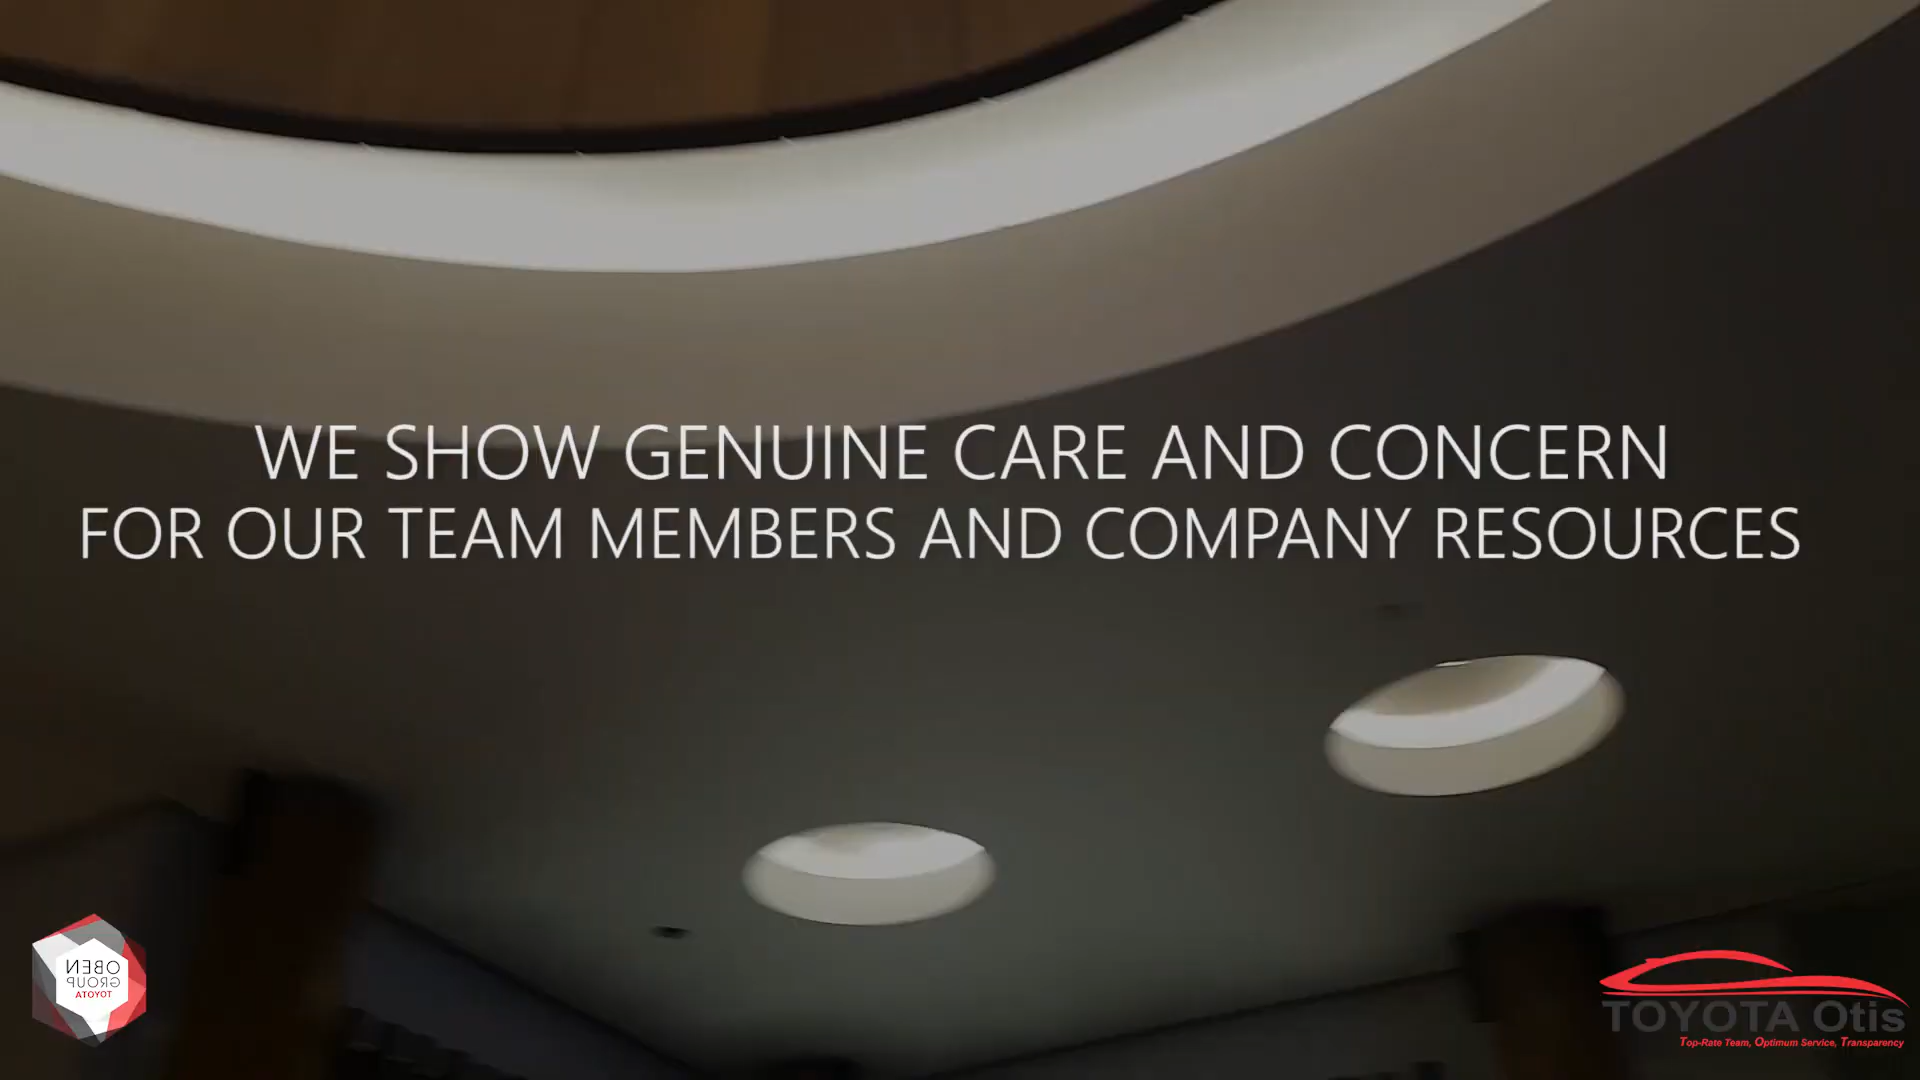 WE SHOW GENUINE CARE AND CONCERN
FOR OUR TEAM MEMBERS AND COMPANY RESOURCES
OBEN
GROUP
TOYOTA
TOYOTA Otis
Top-Rate Team, Optimum Service, Transparency